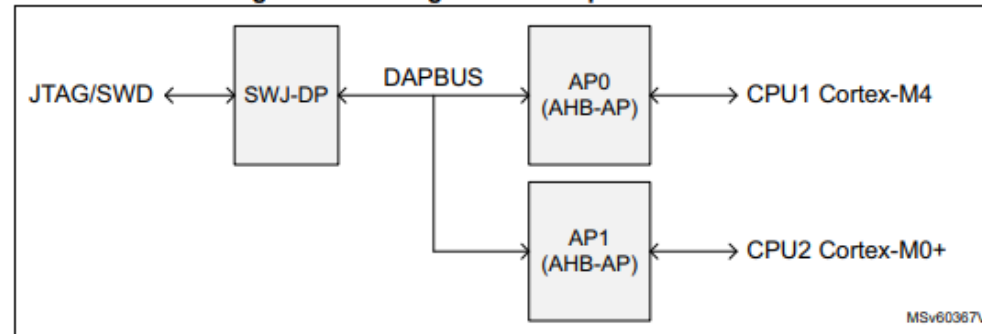 JTAG/SWD
SWJ-DP
DAPBUS
AP0
(AHB-AP)
CPU1 Cortex-M4
AP1
(AHB-AP)
CPU2 Cortex-M0+